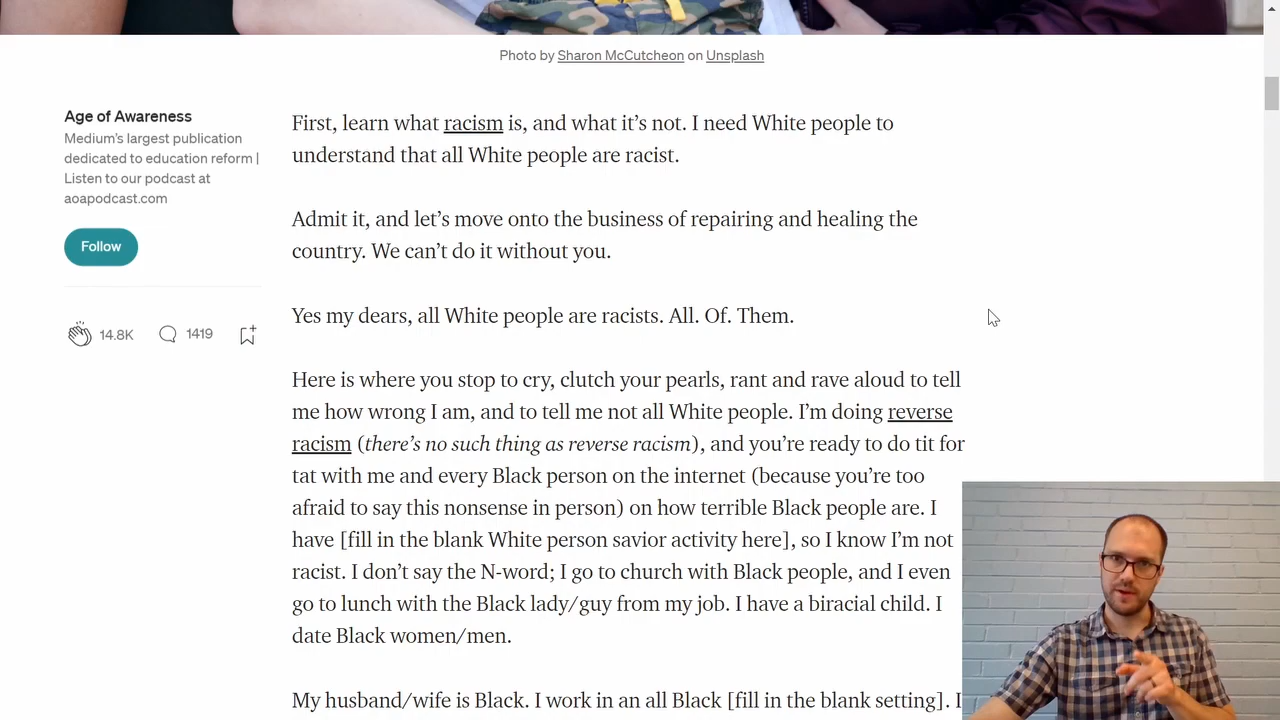 Photo by Sharon McCutcheon on Unsplash
Age of Awareness
Medium’s largest publication
dedicated to education reform |
Listen to our podcast at
aoapodcast.com
Follow
14.8K
1419
First, learn what racism is, and what it’s not. I need White people to
understand that all White people are racist.
Admit it, and let’s move onto the business of repairing and healing the
country. We can’t do it without you.
Yes my dears, all White people are racists. All. Of. Them.
Here is where you stop to cry, clutch your pearls, rant and rave aloud to tell
me how wrong I am, and to tell me not all White people. I’m doing reverse
racism (there’s no such thing as reverse racism), and you’re ready to do tit for
tat with me and every Black person on the internet (because you’re too
afraid to say this nonsense in person) on how terrible Black people are. I
have [fill in the blank White person savior activity here], so I know I’m not
racist. I don’t say the N-word; I go to church with Black people, and I even
go to lunch with the Black lady/guy from my job. I have a biracial child. I
date Black women/men.
My husband/wife is Black. I work in an all Black [fill in the blank setting]. I